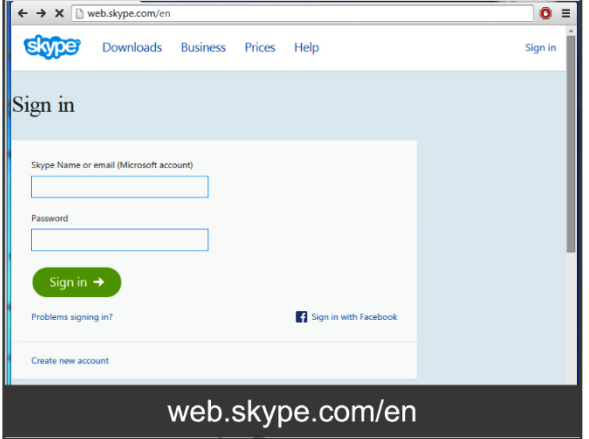 web.skype.com/en
skype Downloads Business Prices Help Sign in
Sign in
Skype Name or email (Microsoft account)
Password
Sign in
Problems signing in? Sign in with Facebook
Create new account
web.skype.com/en